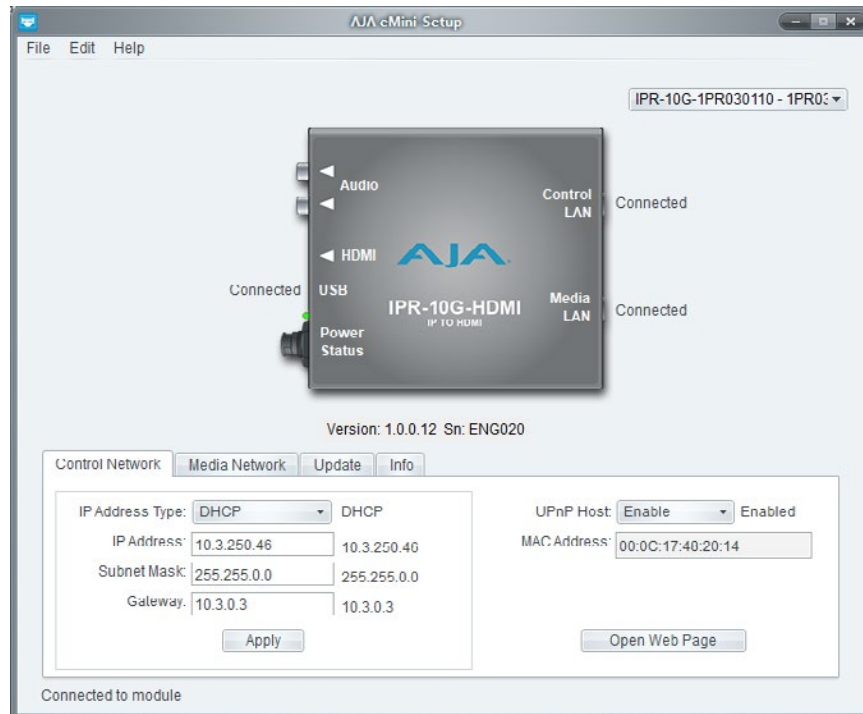 AJA eMini Setup
File Edit Help
IPR-10G-1PR030110 - 1PR03
Audio
Control LAN
Connected
HDMI
AJA
Connected
USB
IPR-10G-HDMI
IP TO HDMI
Media LAN
Connected
Power
Status
Version: 1.0.0.12 Sn: ENG020
Control Network Media Network Update Info
IP Address Type: DHCP DHCP
UPnP Host: Enable Enabled
IP Address: 10.3.250.46 10.3.250.46
MAC Address: 00:0C:17:40:20:14
Subnet Mask: 255.255.0.0 255.255.0.0
Gateway: 10.3.0.3 10.3.0.3
Apply
Open Web Page
Connected to module